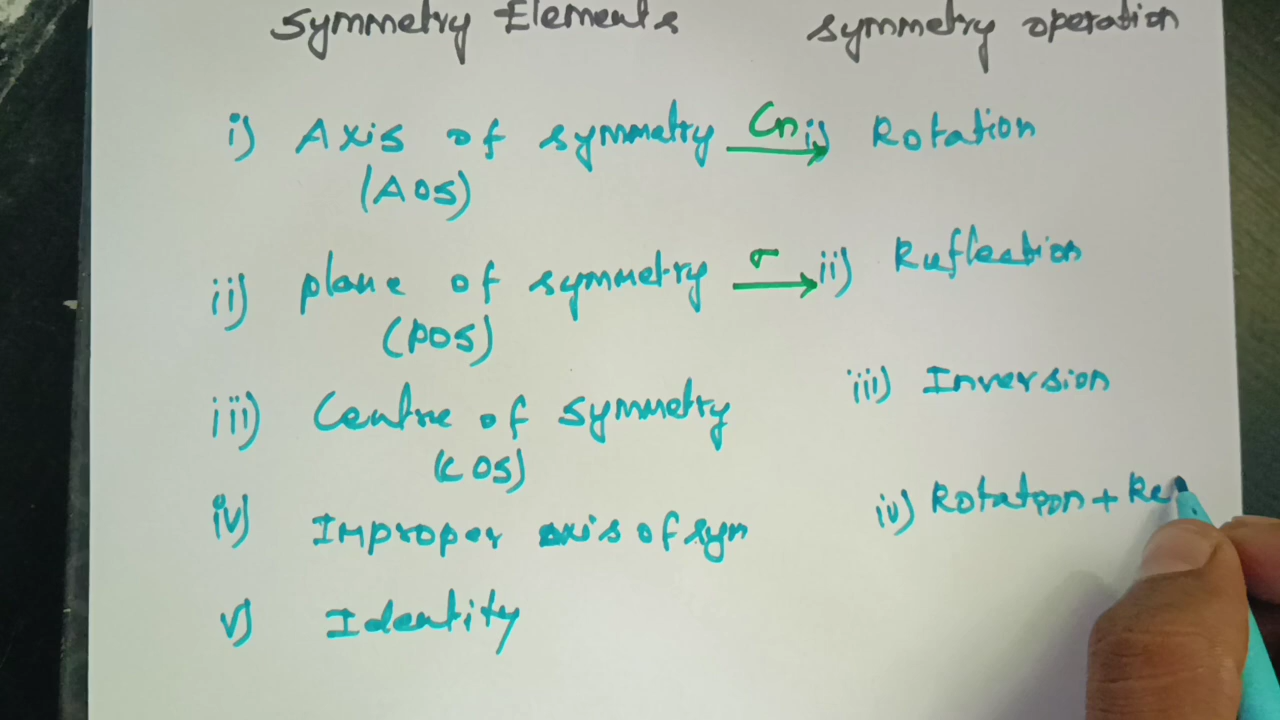 Symmetry Elements symmetry operation
i) Axis of symmetry Cn i) Rotation
(AOS)
ii) plane of symmetry σ ii) Reflection
(POS)
iii) Centre of symmetry iii) Inversion
(COS)
iv) Improper axis of sym iv) Rotation + Re
v) Identity